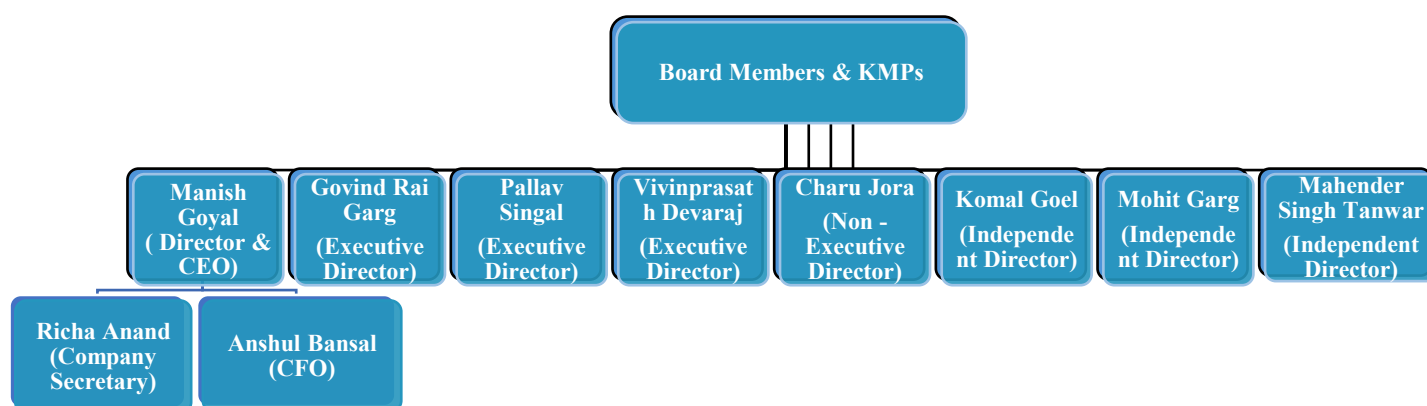 Board Members & KMPs
Manish
Goyal
( Director &
CEO)
Govind Rai
Garg
(Executive
Director)
Pallav
Singal
(Executive
Director)
Vivinprasat
h Devaraj
(Executive
Director)
Charu Jora
(Non -
Executive
Director)
Komal Goel
(Independe
nt Director)
Mohit Garg
(Independe
nt Director)
Mahender
Singh Tanwar
(Independent
Director)
Richa Anand
(Company
Secretary)
Anshul Bansal
(CFO)